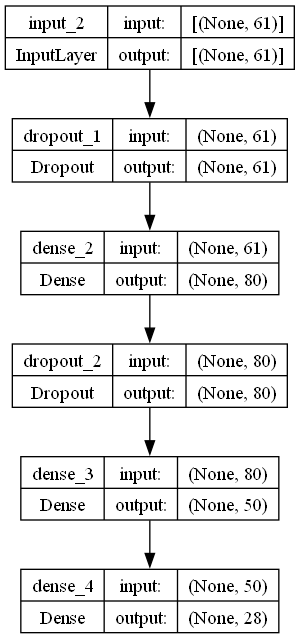 input_2 input: [(None, 61)]
InputLayer output: [(None, 61)]
dropout_1 input: (None, 61)
Dropout output: (None, 61)
dense_2 input: (None, 61)
Dense output: (None, 80)
dropout_2 input: (None, 80)
Dropout output: (None, 80)
dense_3 input: (None, 80)
Dense output: (None, 50)
dense_4 input: (None, 50)
Dense output: (None, 28)